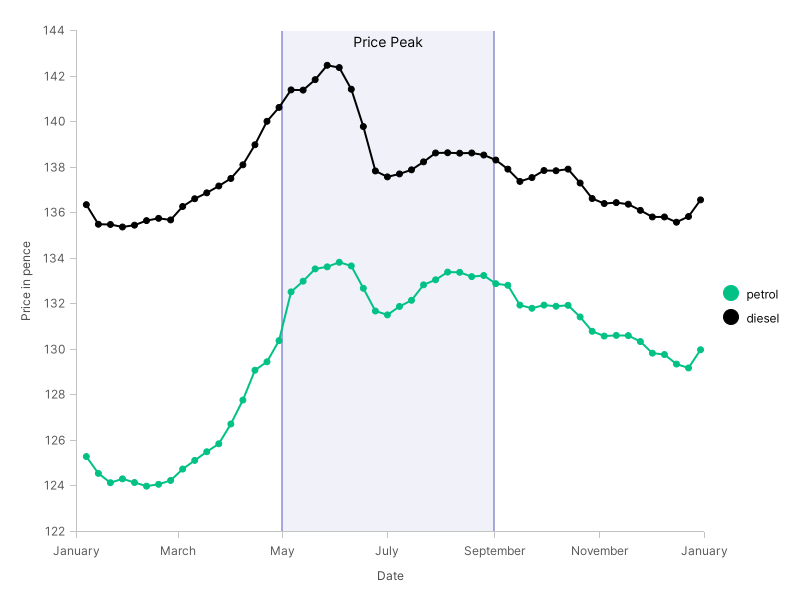 Price Peak
144
142
140
138
136
134
132
130
128
126
124
122
Price in pence
January March May July September November January
Date
petrol
diesel